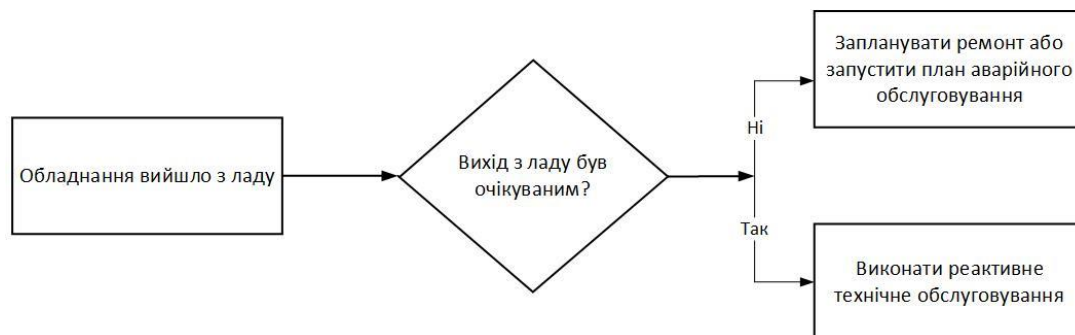 Обладнання вийшло з ладу
Вихід з ладу був
очікуваним?
Ні
Так
Запланувати ремонт або
запустити план аварійного
обслуговування
Виконати реактивне
технічне обслуговування